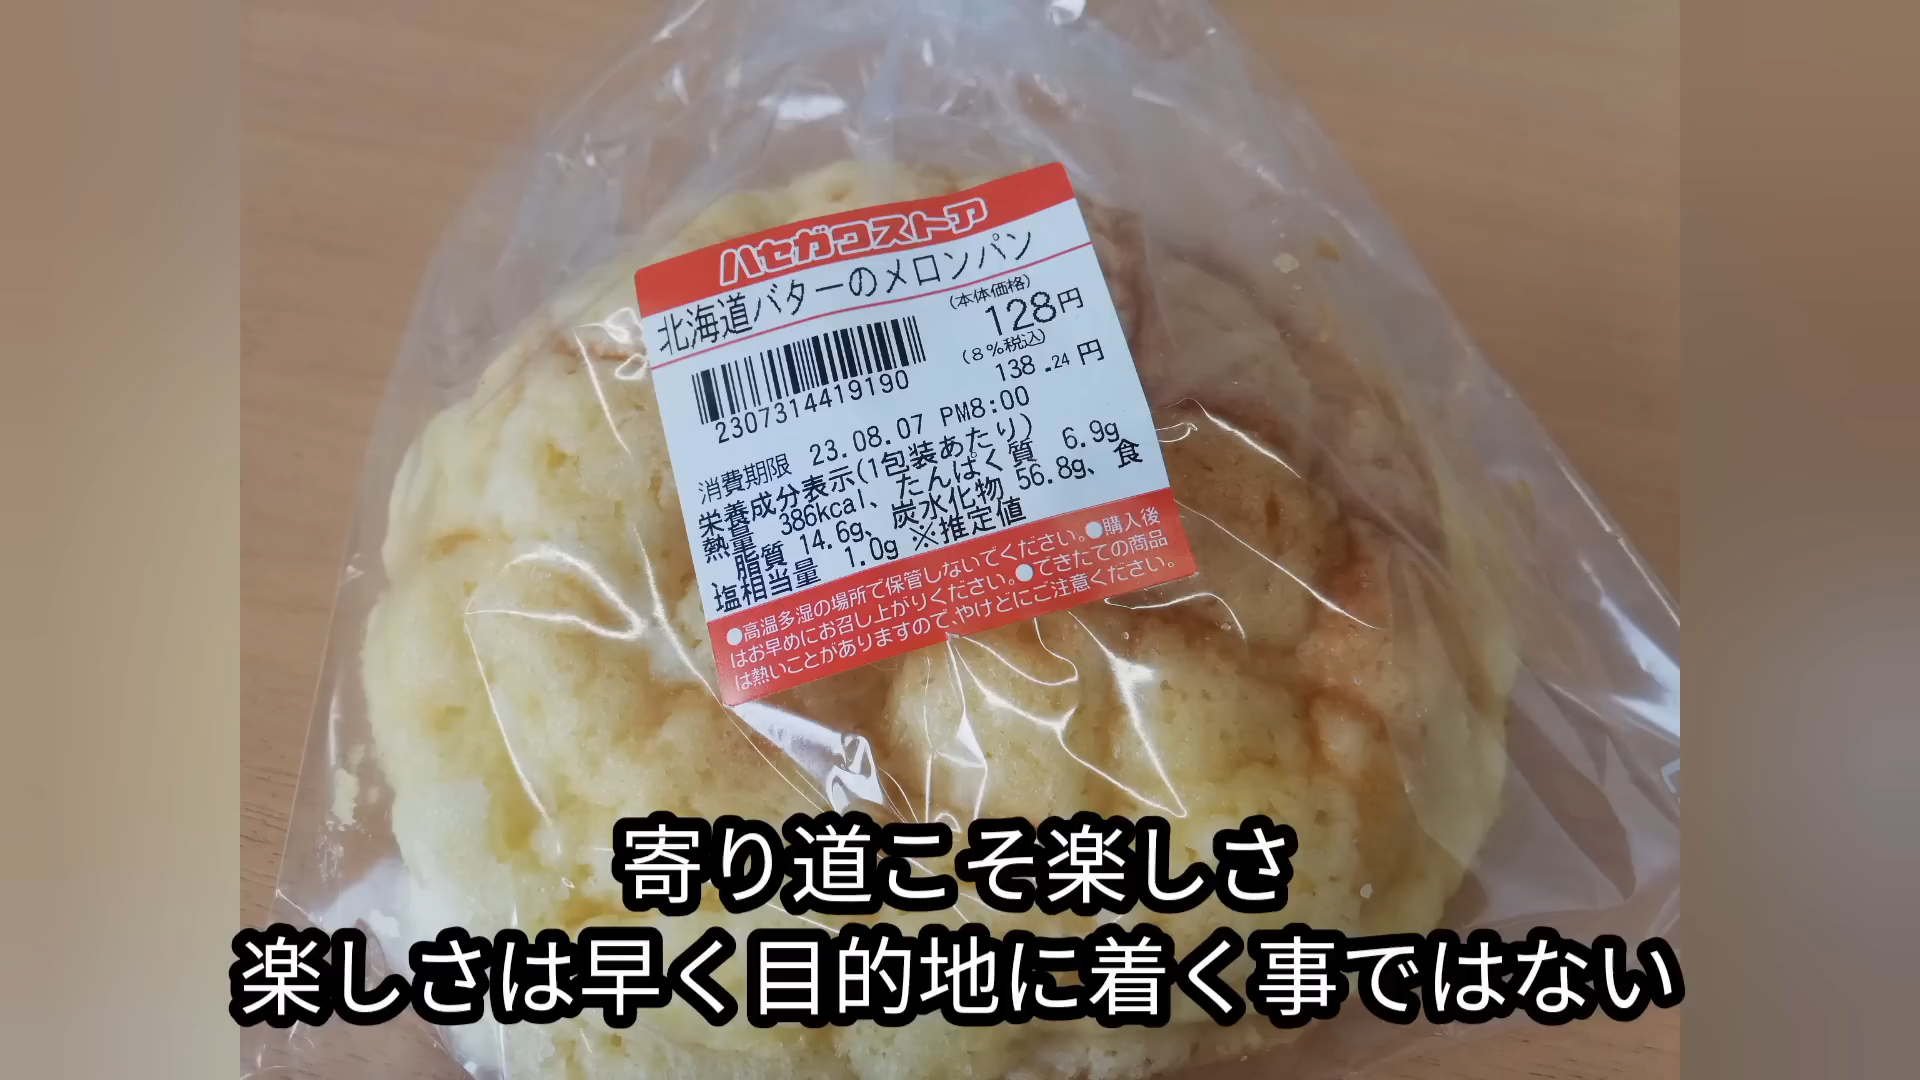 ハセガワストア
北海道バターのメロンパン
(本体価格)
128円
(8%税込)
138.24円
2307314419190
消費期限 23.08.07 PM8:00
栄養成分表示(1包装あたり)
熱量 386kcal、たんぱく質 6.9g
、脂質 14.6g、炭水化物 56.8g、食
塩相当量 1.0g ※推定値
●高温多湿の場所で保管しないでください。●購入後
はお早めにお召し上がりください。●できたての商品
は熱いことがありますので、やけどにご注意ください。
寄り道こそ楽しさ
楽しさは早く目的地に着く事ではない